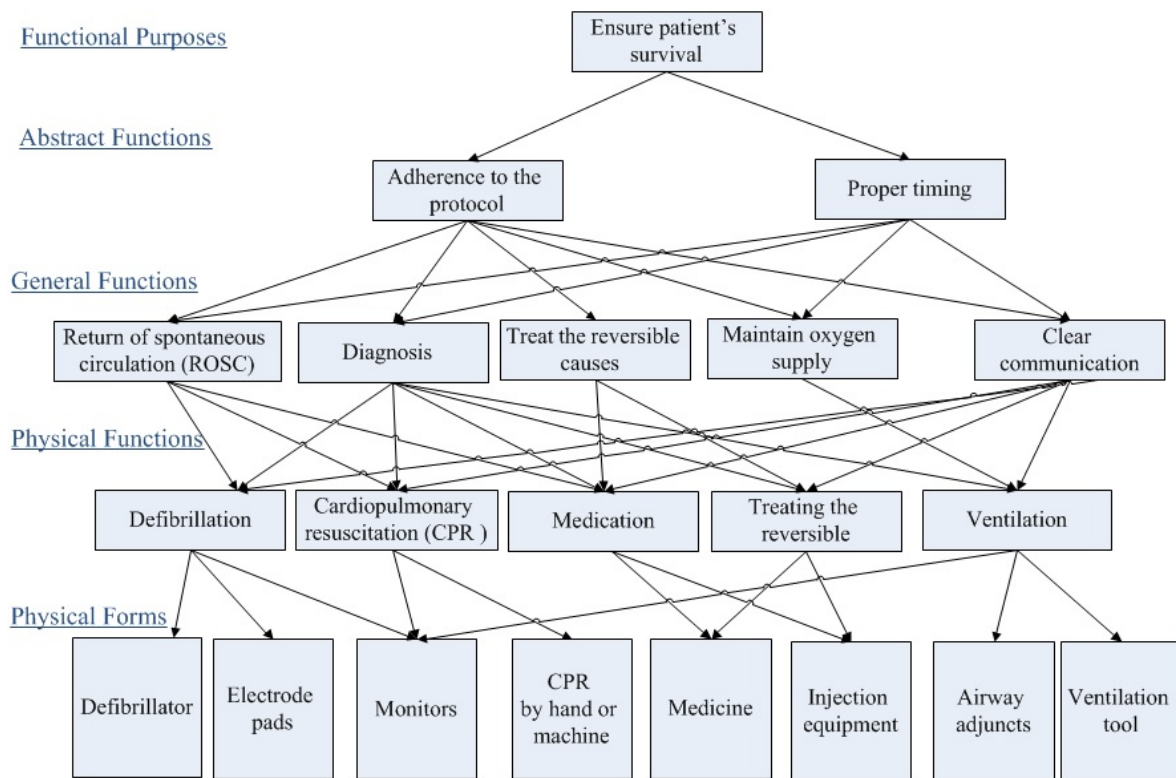 Functional Purposes
Ensure patient's
survival
Abstract Functions
Adherence to the
protocol
Proper timing
General Functions
Return of spontaneous
circulation (ROSC)
Diagnosis
Treat the reversible
causes
Maintain oxygen
supply
Clear
communication
Physical Functions
Defibrillation
Cardiopulmonary
resuscitation (CPR )
Medication
Treating the
reversible
Ventilation
Physical Forms
Defibrillator
Electrode
pads
Monitors
CPR
by hand or
machine
Medicine
Injection
equipment
Airway
adjuncts
Ventilation
tool